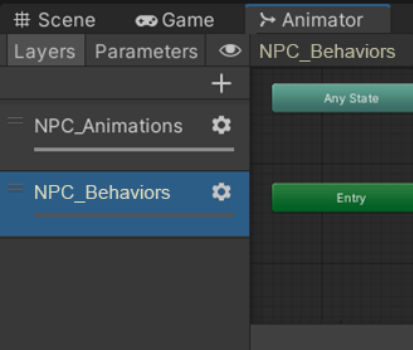 Scene Game Animator
Layers Parameters NPC_Behaviors
NPC_Animations
Any State
NPC_Behaviors
Entry